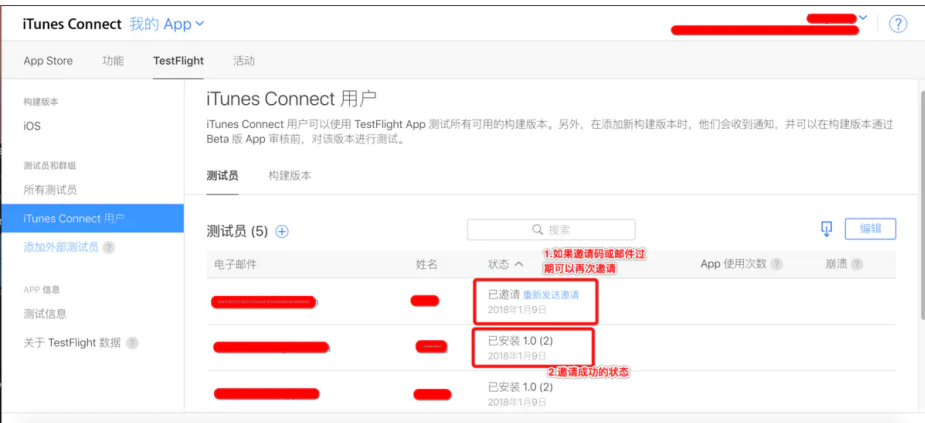 iTunes Connect 我的 App
?
App Store 功能 TestFlight 活动
构建版本
iOS
测试员和群组
所有测试员
iTunes Connect 用户
添加外部测试员 ?
APP 信息
测试信息
关于 TestFlight 数据 ?
iTunes Connect 用户
iTunes Connect 用户可以使用 TestFlight App 测试所有可用的构建版本。另外，在添加新构建版本时，他们会收到通知，并可以在构建版本通过
Beta 版 App 审核前，对该版本进行测试。
测试员 构建版本
测试员 (5)
搜索
编辑
1.如果邀请码或邮件过
期可以再次邀请
电子邮件 姓名 状态 App 使用次数 ? 崩溃 ?
已邀请 重新发送邀请
2018年1月9日
已安装 1.0 (2)
2018年1月9日
2.邀请成功的状态
已安装 1.0 (2)
2018年1月9日